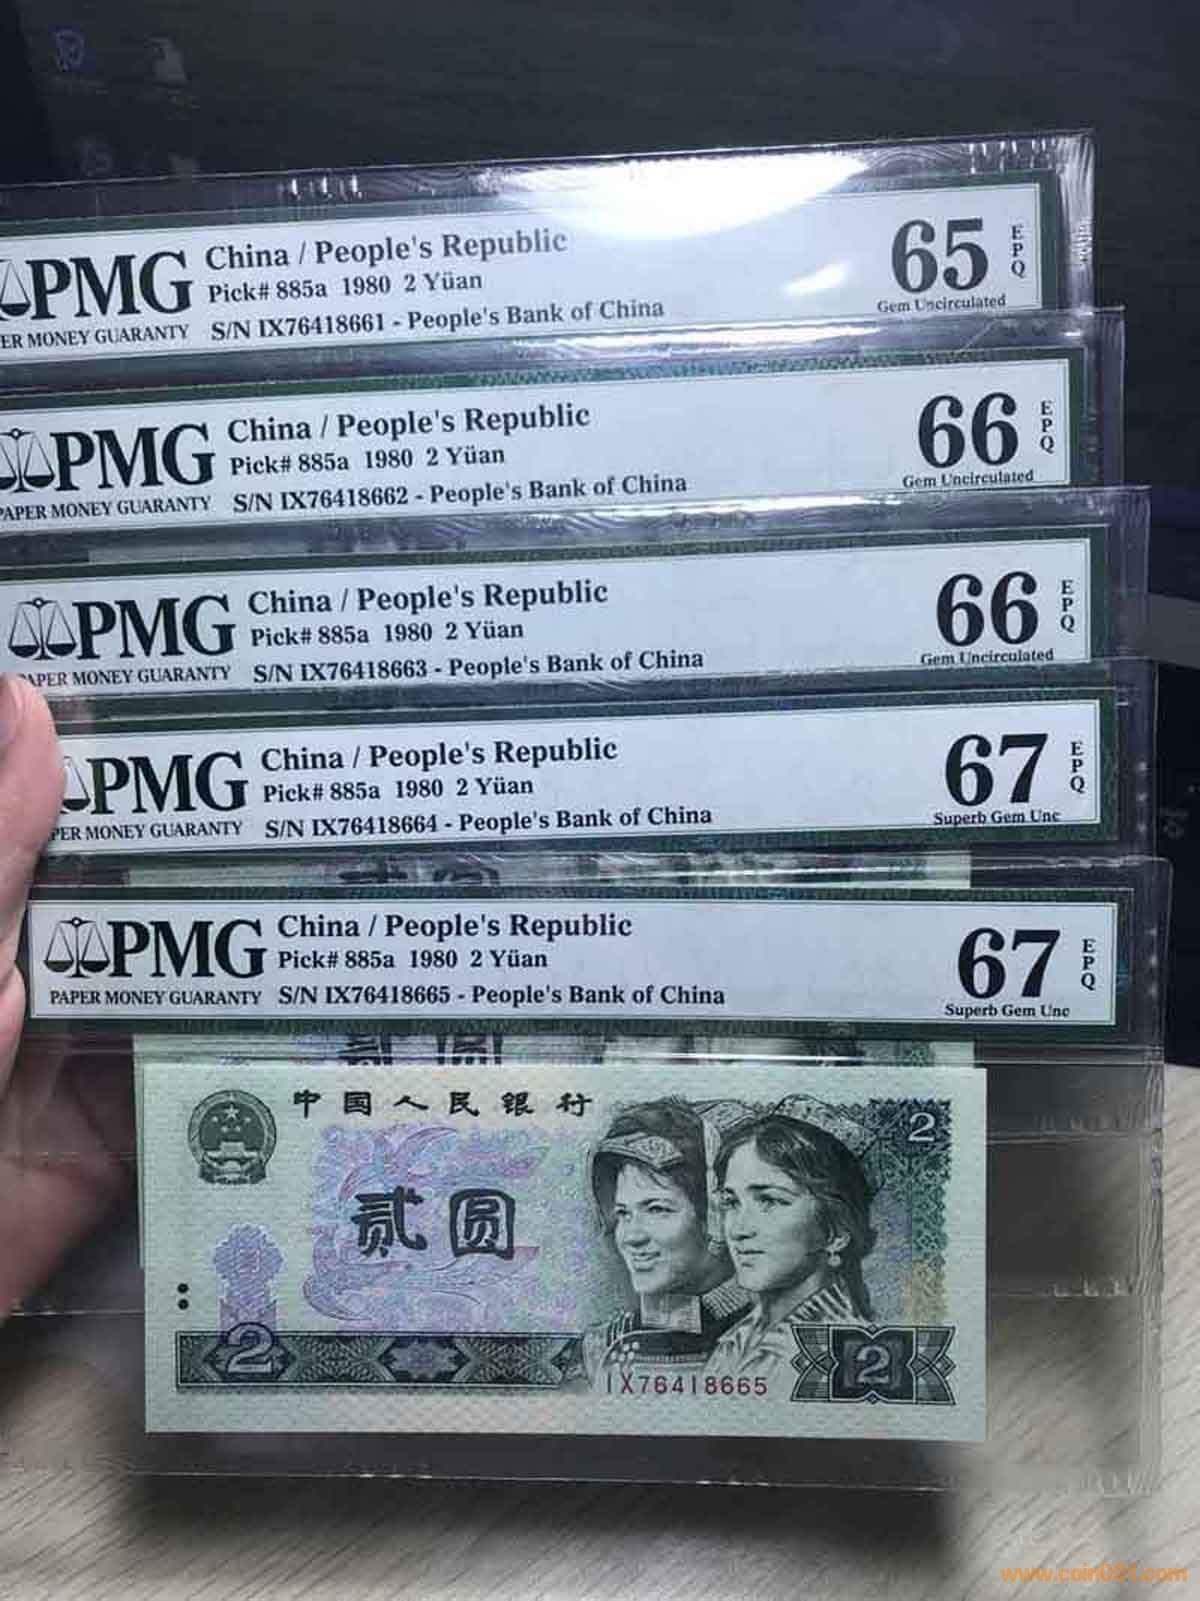 PMG
China / People's Republic
Pick# 885a 1980 2 Yüan
ER MONEY GUARANTY
S/N IX76418661 - People's Bank of China
65
EPQ
Gem Uncirculated
PMG
China / People's Republic
Pick# 885a 1980 2 Yüan
PAPER MONEY GUARANTY
S/N IX76418662 - People's Bank of China
66
EPQ
Gem Uncirculated
PMG
China / People's Republic
Pick# 885a 1980 2 Yüan
APER MONEY GUARANTY
S/N IX76418663 - People's Bank of China
66
EPQ
Gem Uncirculated
PMG
China / People's Republic
Pick# 885a 1980 2 Yüan
PER MONEY GUARANTY
S/N IX76418664 - People's Bank of China
67
EPQ
Superb Gem Unc
PMG
China / People's Republic
Pick# 885a 1980 2 Yüan
PAPER MONEY GUARANTY
S/N IX76418665 - People's Bank of China
67
EPQ
Superb Gem Unc
中国人民银行
2
贰圆
2
IX76418665
2
www.coin001.com